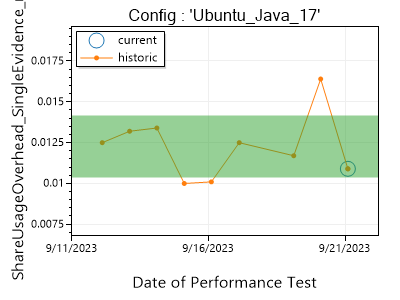 Config : 'Ubuntu_Java_17'
current
historic
0.0175
0.015
0.0125
0.01
0.0075
9/11/2023
9/16/2023
9/21/2023
Date of Performance Test
ShareUsageOverhead_SingleEvidence_